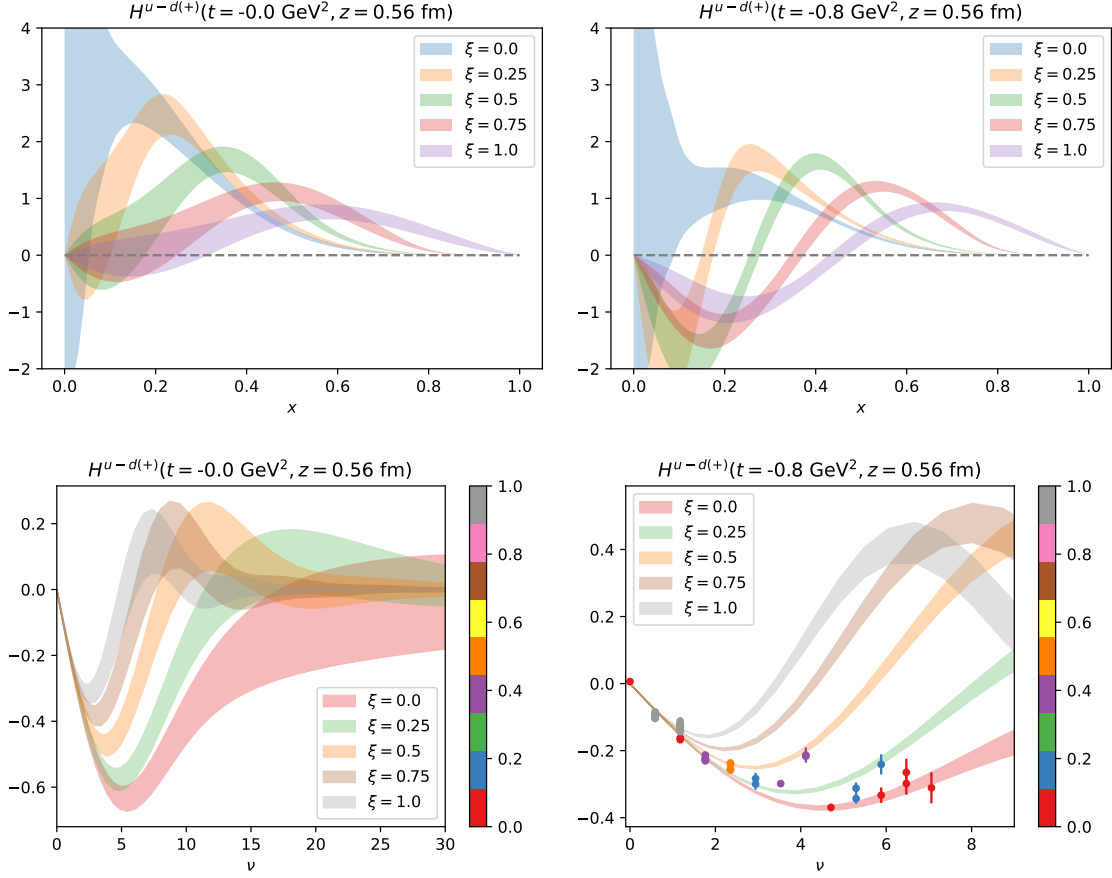 H^{u−d(+)}(t = -0.0 GeV², z = 0.56 fm)
4
3
2
1
0
−1
−2
0.0 0.2 0.4 0.6 0.8 1.0
x
ξ = 0.0
ξ = 0.25
ξ = 0.5
ξ = 0.75
ξ = 1.0
H^{u−d(+)}(t = -0.8 GeV², z = 0.56 fm)
4
3
2
1
0
−1
−2
0.0 0.2 0.4 0.6 0.8 1.0
x
ξ = 0.0
ξ = 0.25
ξ = 0.5
ξ = 0.75
ξ = 1.0
H^{u−d(+)}(t = -0.0 GeV², z = 0.56 fm)
0.2
0.0
−0.2
−0.4
−0.6
0 5 10 15 20 25 30
ν
ξ = 0.0
ξ = 0.25
ξ = 0.5
ξ = 0.75
ξ = 1.0
1.0
0.8
0.6
0.4
0.2
0.0
H^{u−d(+)}(t = -0.8 GeV², z = 0.56 fm)
0.4
0.2
0.0
−0.2
−0.4
0 2 4 6 8
ν
ξ = 0.0
ξ = 0.25
ξ = 0.5
ξ = 0.75
ξ = 1.0
1.0
0.8
0.6
0.4
0.2
0.0